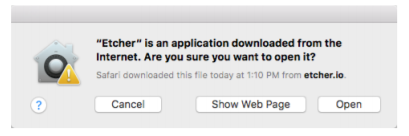 “Etcher” is an application downloaded from the
Internet. Are you sure you want to open it?
Safari downloaded this file today at 1:10 PM from etcher.io.
?
Cancel
Show Web Page
Open